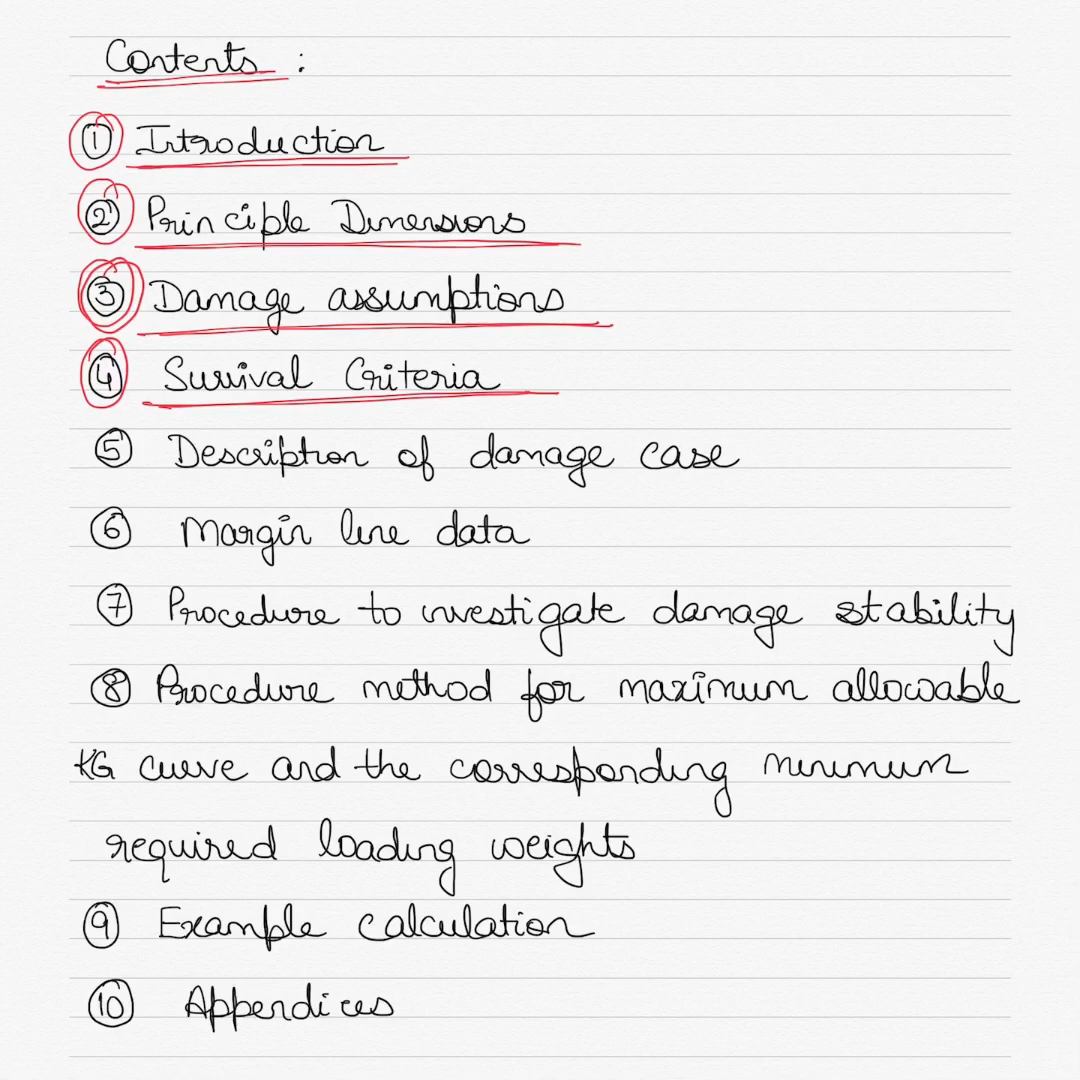 Contents :
① Introduction
② Principle Dimensions
③ Damage assumptions
④ Survival Criteria
⑤ Description of damage case
⑥ Margin line data
⑦ Procedure to investigate damage stability
⑧ Procedure method for maximum allowable
KG curve and the corresponding minimum
required loading weights
⑨ Example calculation
⑩ Appendices